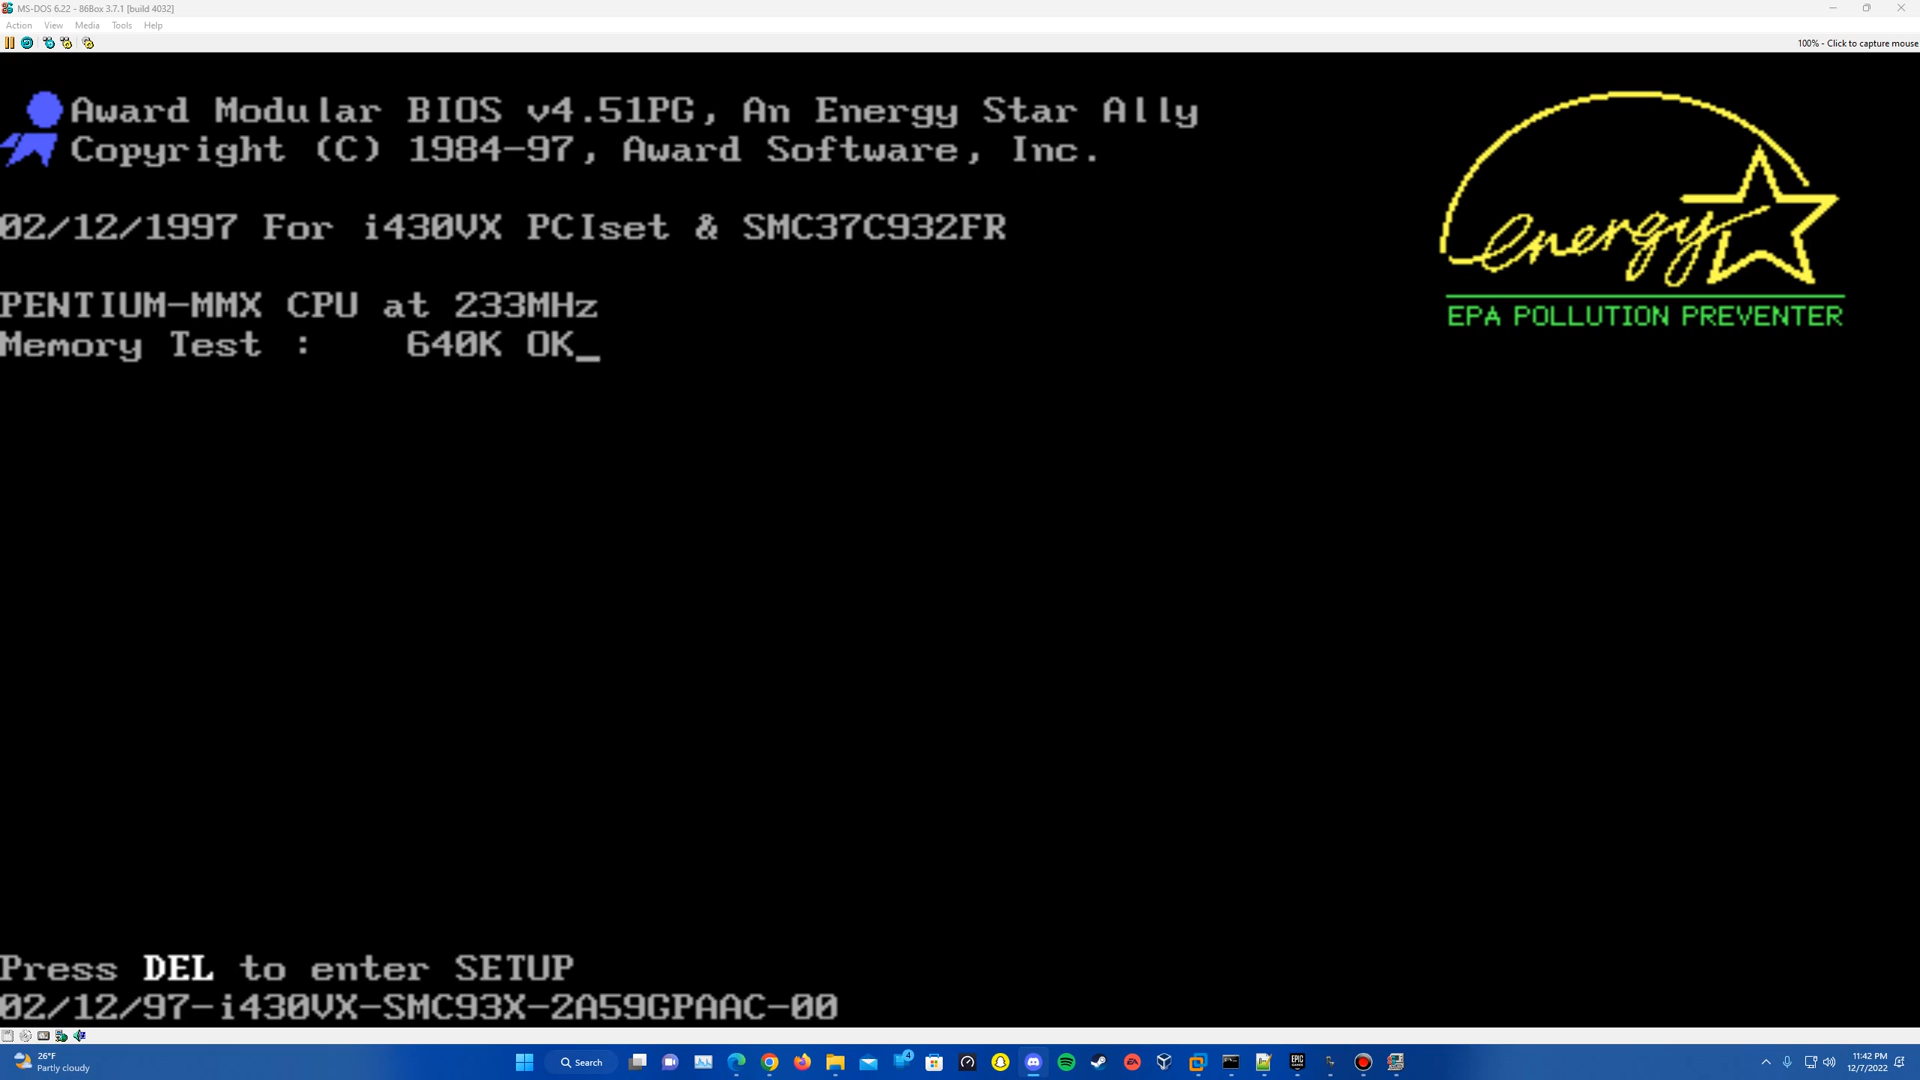 MS-DOS 6.22 - 86Box 3.7.1 [build 4032]
Action View Media Tools Help
100% - Click to capture mouse
Award Modular BIOS v4.51PG, An Energy Star Ally
Copyright (C) 1984-97, Award Software, Inc.
energy
EPA POLLUTION PREVENTER
02/12/1997 For i430VX PCIset & SMC37C932FR
PENTIUM-MMX CPU at 233MHz
Memory Test :    640K OK_
Press DEL to enter SETUP
02/12/97-i430VX-SMC93X-2A59GPAAC-00
26°F
Partly cloudy
Search
4
EA
EPIC
11:42 PM
12/7/2022